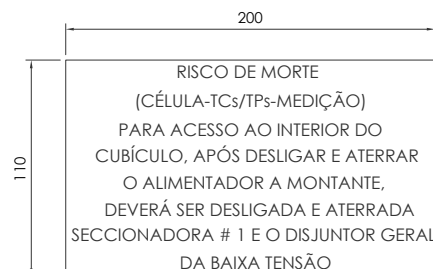 200
110
RISCO DE MORTE
(CÉLULA-TCs/TPs-MEDIÇÃO)
PARA ACESSO AO INTERIOR DO
CUBÍCULO, APÓS DESLIGAR E ATERRAR
O ALIMENTADOR A MONTANTE,
DEVERÁ SER DESLIGADA E ATERRADA
SECCIONADORA # 1 E O DISJUNTOR GERAL
DA BAIXA TENSÃO